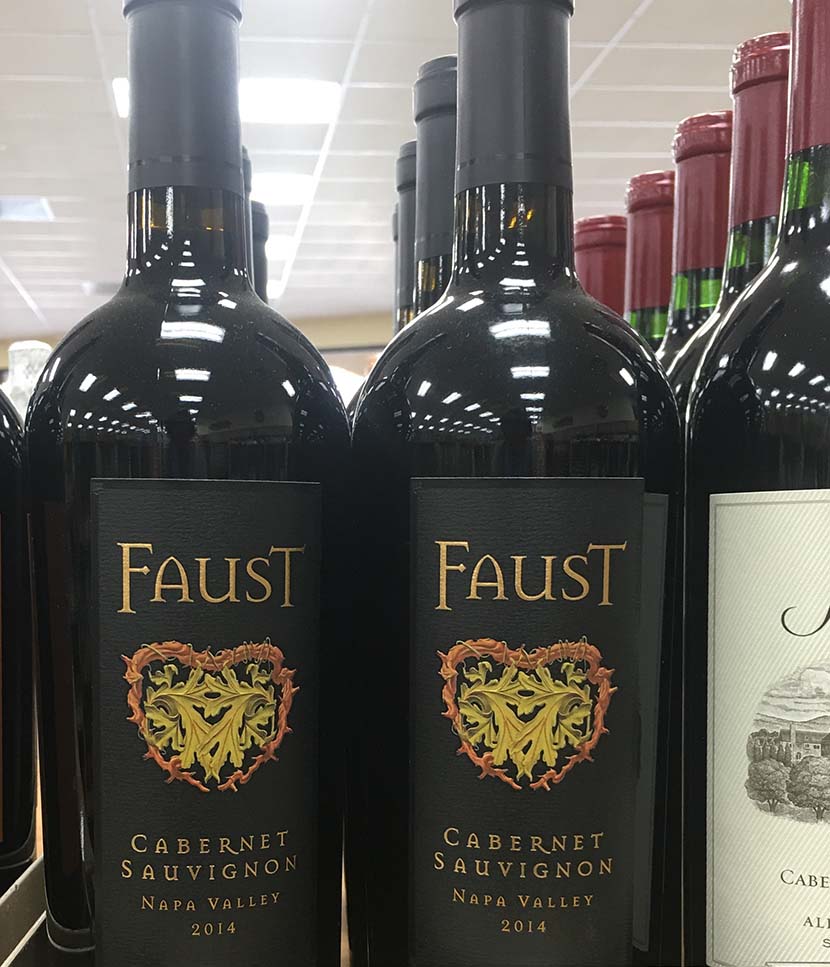 FAUST
CABERNET
SAUVIGNON
NAPA VALLEY
2014
FAUST
CABERNET
SAUVIGNON
NAPA VALLEY
2014